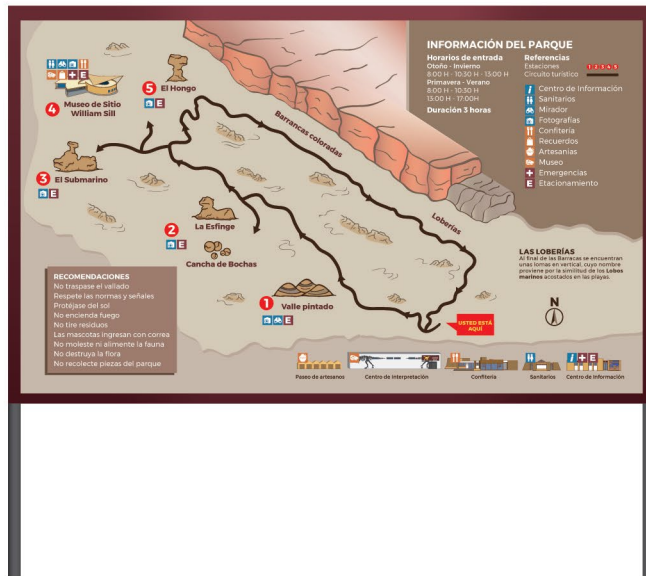 INFORMACIÓN DEL PARQUE
Horarios de entrada
Otoño - Invierno
8:00 H - 10:30 H - 13:00 H
Primavera - Verano
8:00 H - 10:30 H
15:00 H - 17:00H
Duración 3 horas
Referencias
Estaciones 1 2 3 4 5
Circuito turístico
i Centro de Información
Sanitarios
Mirador
Fotografías
Confitería
Recuerdos
Artesanías
Museo
Emergencias
E Etacionamiento
5
El Hongo
E
E
4 Museo de Sitio
William Sill
Barrancas coloradas
3
El Submarino
E
Loberías
La Esfinge
2
E
Cancha de Bochas
LAS LOBERÍAS
Al final de las Barrecas se encuentran
unas lomas en vertical, cuyo nombre
proviene por la similitud de los Lobos
marinos acostados en las playas.
1
Valle pintado
E
N
USTED ESTÁ
AQUÍ
RECOMENDACIONES
No traspase el vallado
Respete las normas y señales
Protéjase del sol
No encienda fuego
No tire residuos
Las mascotas ingresan con correa
No moleste ni alimente la fauna
No destruya la flora
No recolecte piezas del parque
i E
Paseo de artesanos
Centro de Interpretación
Confitería
Sanitarios
Centro de Información